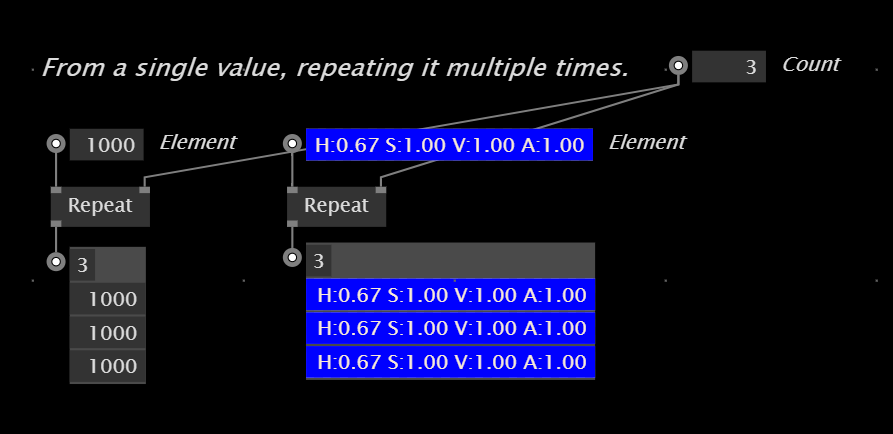 From a single value, repeating it multiple times.
3 Count
1000 Element
H:0.67 S:1.00 V:1.00 A:1.00 Element
Repeat
Repeat
3
1000
1000
1000
3
H:0.67 S:1.00 V:1.00 A:1.00
H:0.67 S:1.00 V:1.00 A:1.00
H:0.67 S:1.00 V:1.00 A:1.00